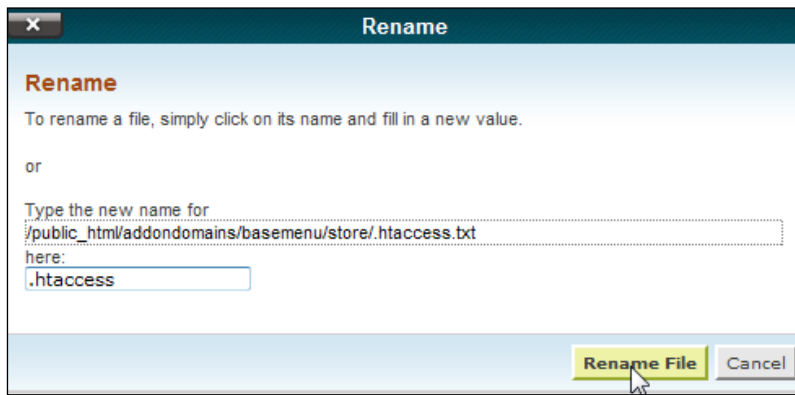 Rename
Rename
To rename a file, simply click on its name and fill in a new value.
or
Type the new name for
/public_html/addondomains/basemenu/store/.htaccess.txt
here:
.htaccess
Rename File Cancel